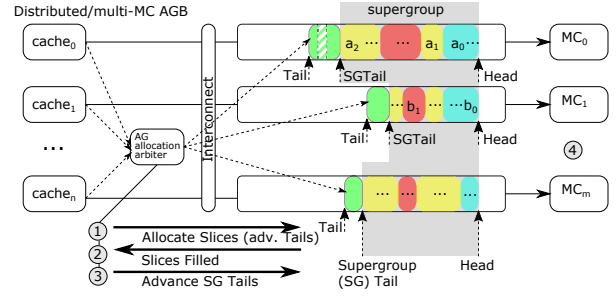 Distributed/multi-MC AGB
supergroup
cache0
a2 ... ... a1 a0...
MC0
Tail
SGTail
Head
cache1
... b1 ...b0
MC1
Interconnect
AG
allocation
arbiter
Tail
SGTail
Head
...
4
cachen
... ...
MCm
Tail
1
Allocate Slices (adv. Tails)
2
Slices Filled
3
Advance SG Tails
Supergroup
(SG) Tail
Head